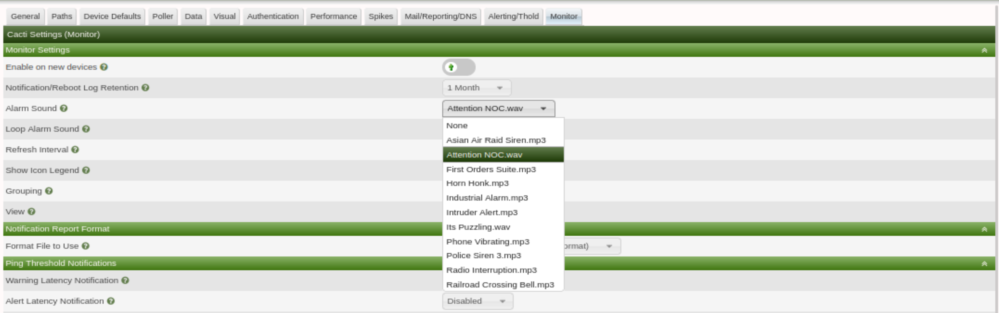 General Paths Device Defaults Poller Data Visual Authentication Performance Spikes Mail/Reporting/DNS Alerting/Thold Monitor
Cacti Settings (Monitor)
Monitor Settings
Enable on new devices
Notification/Reboot Log Retention 1 Month
Alarm Sound Attention NOC.wav
None
Loop Alarm Sound
Asian Air Raid Siren.mp3
Refresh Interval
Attention NOC.wav
Show Icon Legend
First Orders Suite.mp3
Horn Honk.mp3
Grouping
Industrial Alarm.mp3
View
Intruder Alert.mp3
Its Puzzling.wav
Notification Report Format
Phone Vibrating.mp3
Format File to Use ormat)
Police Siren 3.mp3
Ping Threshold Notifications
Radio Interruption.mp3
Warning Latency Notification
Railroad Crossing Bell.mp3
Alert Latency Notification Disabled